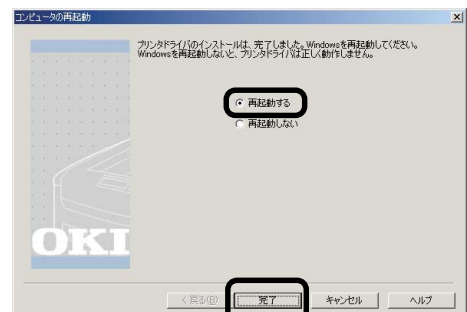 コンピュータの再起動
プリンタドライバのインストールは、完了しました。Windowsを再起動してください。
Windowsを再起動しないと、プリンタドライバは正しく動作しません。
再起動する
再起動しない
OKI
< 戻る(B)
完了
キャンセル
ヘルプ